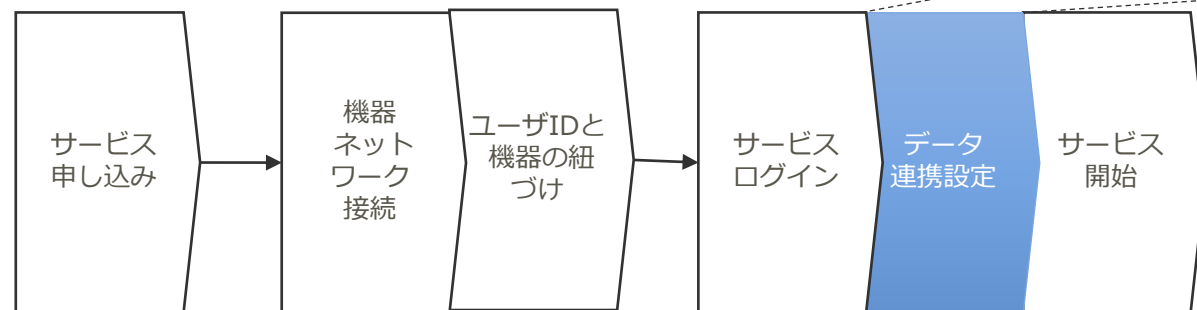 サービス
申し込み
機器
ネット
ワーク
接続
ユーザIDと
機器の紐
づけ
サービス
ログイン
データ
連携設定
サービス
開始